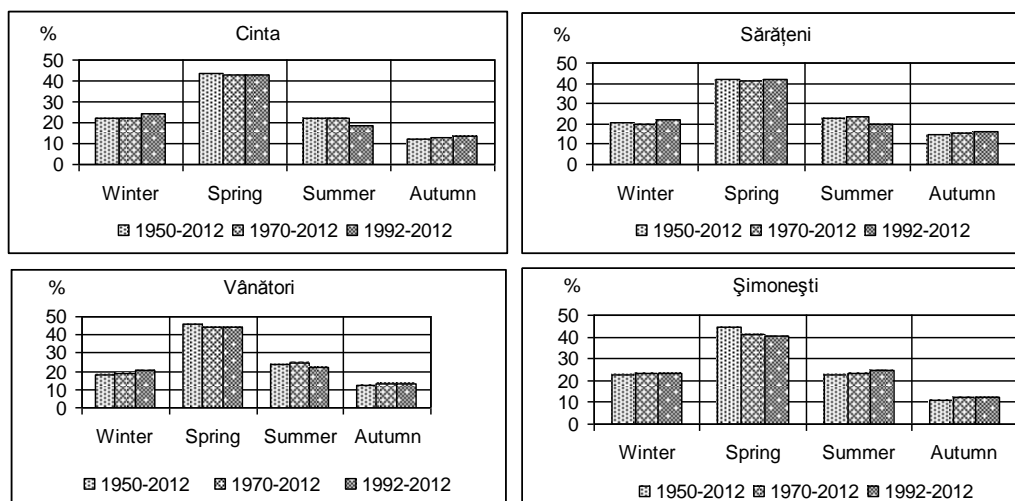 % Cinta
50
40
30
20
10
0
Winter Spring Summer Autumn
1950-2012 1970-2012 1992-2012
% Sărățeni
50
40
30
20
10
0
Winter Spring Summer Autumn
1950-2012 1970-2012 1992-2012
% Vânători
50
40
30
20
10
0
Winter Spring Summer Autumn
1950-2012 1970-2012 1992-2012
% Şimoneşti
50
40
30
20
10
0
Winter Spring Summer Autumn
1950-2012 1970-2012 1992-2012